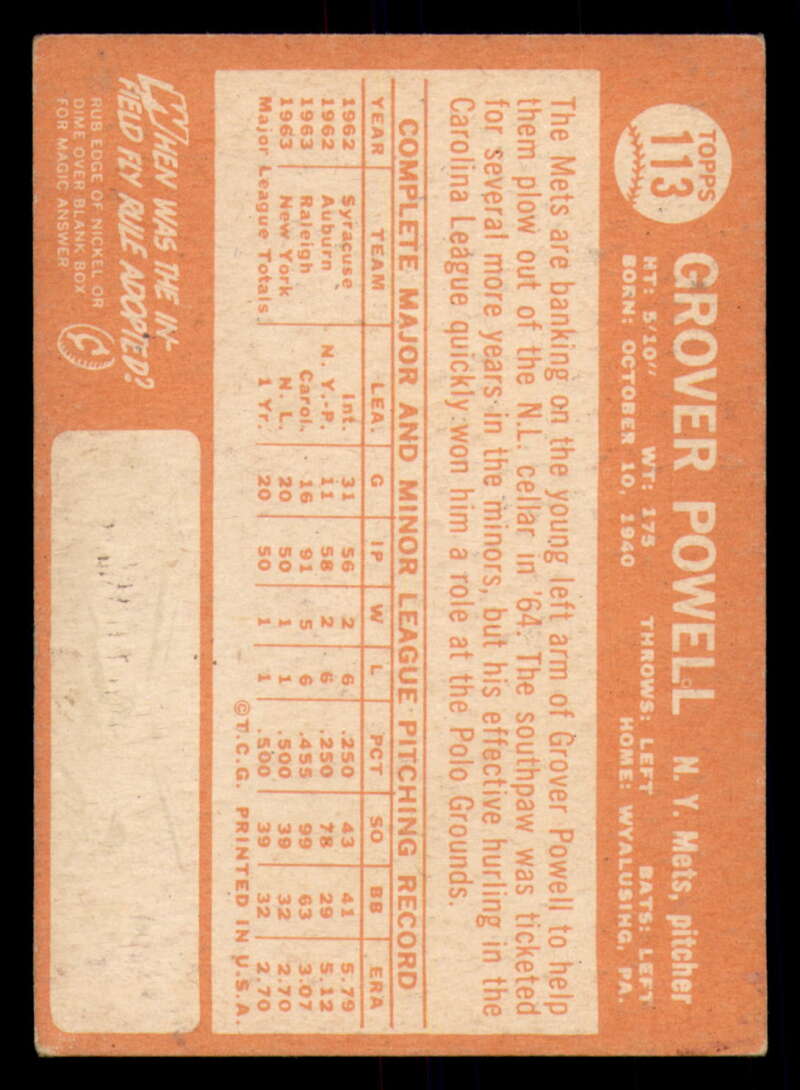 TOPPS
113
GROVER POWELL N. Y. Mets, pitcher
HT: 5/10" WT: 175 THROWS: LEFT BATS: LEFT
BORN: OCTOBER 10, 1940 HOME: WYALUSING, PA.
The Mets are banking on the young left arm of Grover Powell to help
them plow out of the N.L. cellar in '64. The southpaw was ticketed
for several more years in the minors, but his effective hurling in the
Carolina League quickly won him a role at the Polo Grounds.
COMPLETE MAJOR AND MINOR LEAGUE PITCHING RECORD
YEAR TEAM LEA. G IP W L PCT SO BB ERA
1962 Syracuse Int. 31 56 2 6 .250 43 41 5.79
1962 Auburn N. Y.-P. 11 58 2 6 .250 78 29 5.12
1963 Raleigh Carol. 16 91 5 6 .455 99 63 3.07
1963 New York N. L. 20 50 1 1 .500 39 32 2.70
Major League Totals 1 Yr. 20 50 1 1 .500 39 32 2.70
©T.C.G. PRINTED IN U.S.A.
WHEN WAS THE IN-
FIELD FLY RULE ADOPTED?
RUB EDGE OF NICKEL OR
DIME OVER BLANK BOX
FOR MAGIC ANSWER